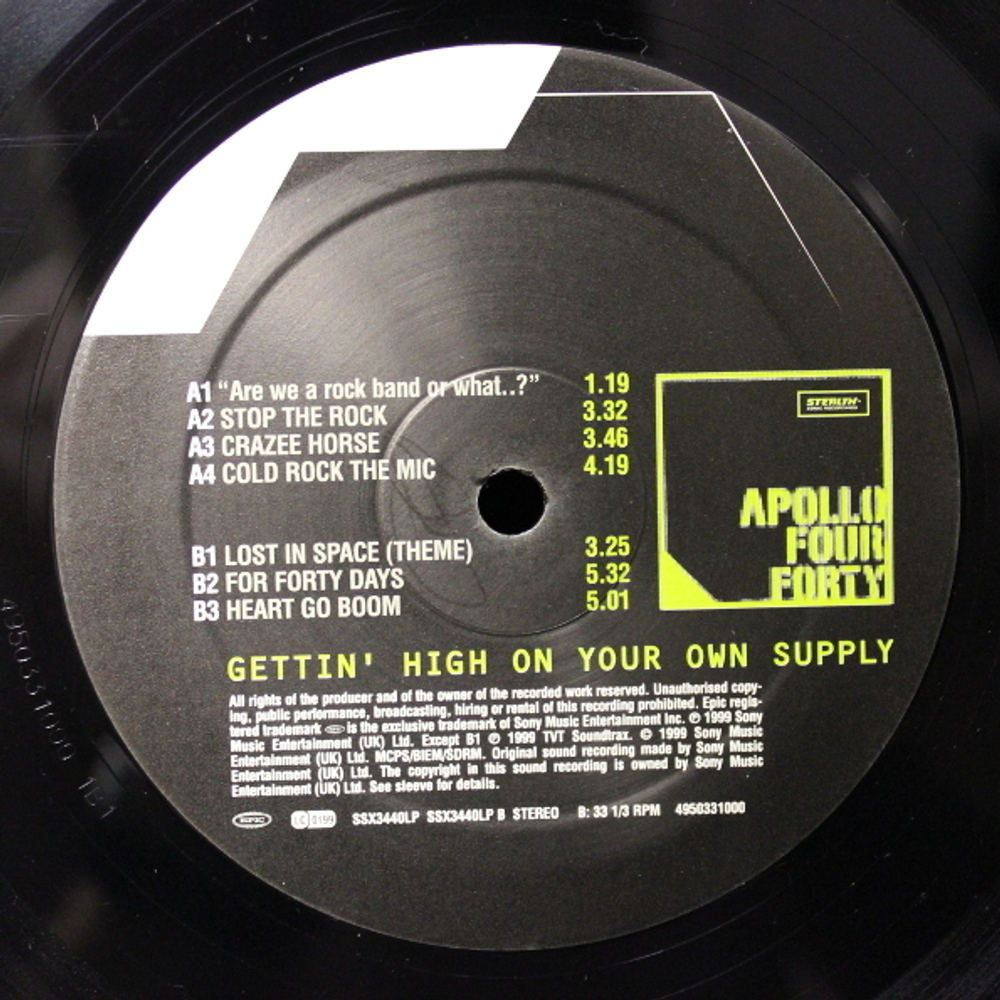 A1 “Are we a rock band or what..?” 1.19
A2 STOP THE ROCK 3.32
A3 CRAZEE HORSE 3.46
A4 COLD ROCK THE MIC 4.19
B1 LOST IN SPACE (THEME) 3.25
B2 FOR FORTY DAYS 5.32
B3 HEART GO BOOM 5.01
STEALTH
APOLLO
FOUR
FORTY
GETTIN' HIGH ON YOUR OWN SUPPLY
All rights of the producer and of the owner of the recorded work reserved. Unauthorised copy-
ing, public performance, broadcasting, hiring or rental of this recording prohibited. Epic regis-
tered trademark epic is the exclusive trademark of Sony Music Entertainment Inc. ℗ 1999 Sony
Music Entertainment (UK) Ltd. Except B1 ℗ 1999 TVT Soundtrax. © 1999 Sony Music
Entertainment (UK) Ltd. MCPS/BIEM/SDRM. Original sound recording made by Sony Music
Entertainment (UK) Ltd. The copyright in this sound recording is owned by Sony Music
Entertainment (UK) Ltd. See sleeve for details.
epic LC 0199 SSX3440LP SSX3440LP B STEREO B: 33 1/3 RPM 4950331000